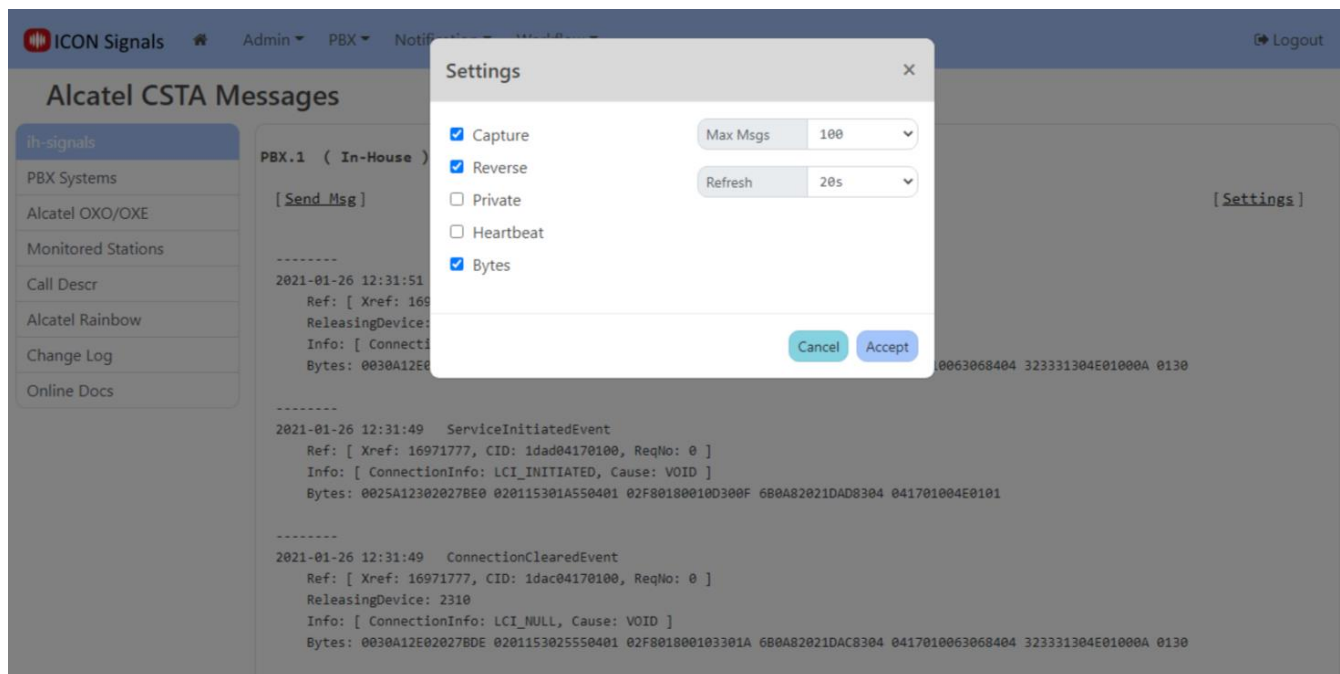 ICON Signals Admin PBX Notif Logout
Alcatel CSTA Messages
ih-signals
PBX Systems
Alcatel OXO/OXE
Monitored Stations
Call Descr
Alcatel Rainbow
Change Log
Online Docs
Settings ×
Capture
Reverse
Private
Heartbeat
Bytes
Max Msgs 100
Refresh 20s
Cancel Accept
PBX.1 ( In-House )
[Send Msg] [Settings]
--------
2021-01-26 12:31:51
Ref: [ Xref: 169
ReleasingDevice:
Info: [ Connecti
Bytes: 0030A12E0 0063068404 323331304E01000A 0130
--------
2021-01-26 12:31:49 ServiceInitiatedEvent
Ref: [ Xref: 16971777, CID: 1dad04170100, ReqNo: 0 ]
Info: [ ConnectionInfo: LCI_INITIATED, Cause: VOID ]
Bytes: 0025A12302027BE0 020115301A550401 02F80180010D300F 6B0A82021DAD8304 041701004E0101
--------
2021-01-26 12:31:49 ConnectionClearedEvent
Ref: [ Xref: 16971777, CID: 1dac04170100, ReqNo: 0 ]
ReleasingDevice: 2310
Info: [ ConnectionInfo: LCI_NULL, Cause: VOID ]
Bytes: 0030A12E02027BDE 0201153025550401 02F801800103301A 6B0A82021DAC8304 0417010063068404 323331304E01000A 0130